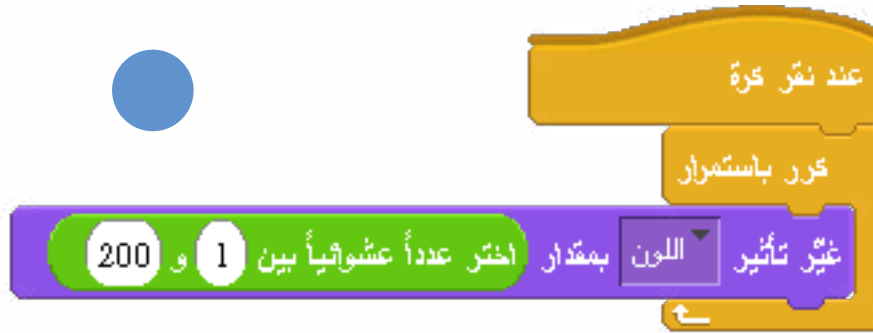 عند نقر كرة
كرر باستمرار
غيّر تأثير اللون بمقدار اختر عدداً عشوائياً بين 1 و 200